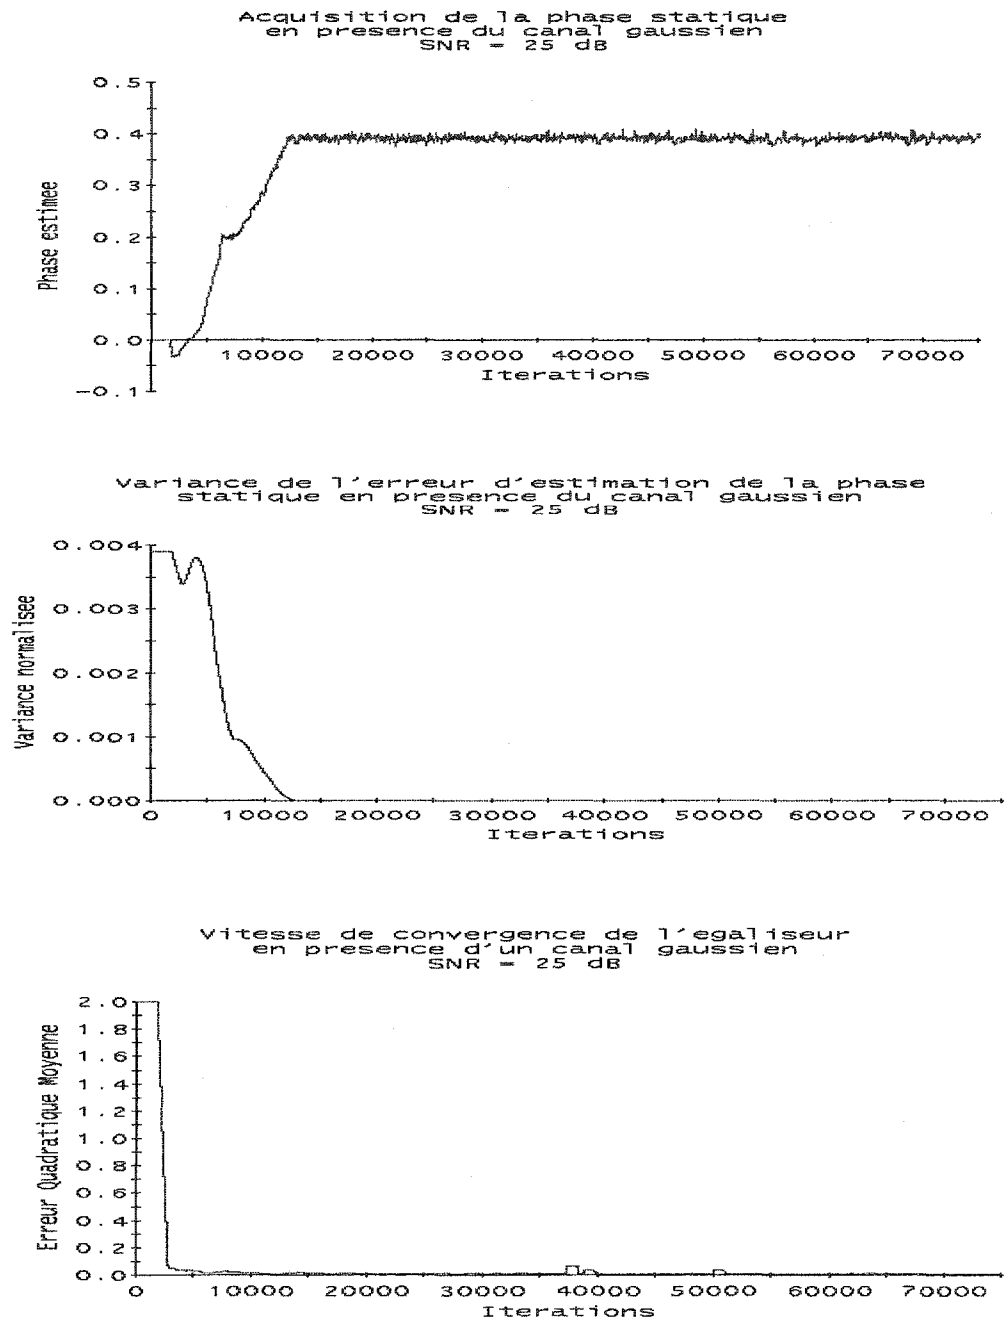 Acquisition de la phase statique
en presence du canal gaussien
SNR = 25 dB
0.5
0.4
0.3
0.2
0.1
0.0
-0.1
Phase estimee
10000 20000 30000 40000 50000 60000 70000
Iterations
Variance de l'erreur d'estimation de la phase
statique en presence du canal gaussien
SNR = 25 dB
0.004
0.003
0.002
0.001
0.000
Variance normalisee
0 10000 20000 30000 40000 50000 60000 70000
Iterations
Vitesse de convergence de l'egaliseur
en presence d'un canal gaussien
SNR = 25 dB
2.0
1.8
1.6
1.4
1.2
1.0
0.8
0.6
0.4
0.2
0.0
Erreur Quadratique Moyenne
0 10000 20000 30000 40000 50000 60000 70000
Iterations